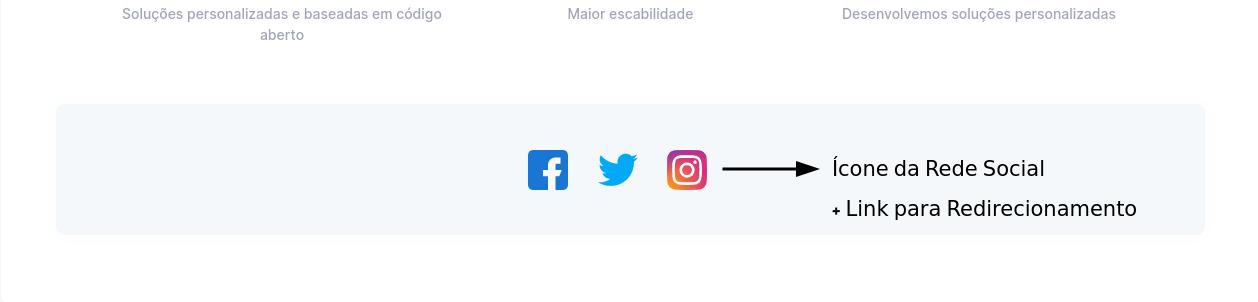 Soluções personalizadas e baseadas em código
aberto
Maior escabilidade
Desenvolvemos soluções personalizadas
Ícone da Rede Social
+ Link para Redirecionamento